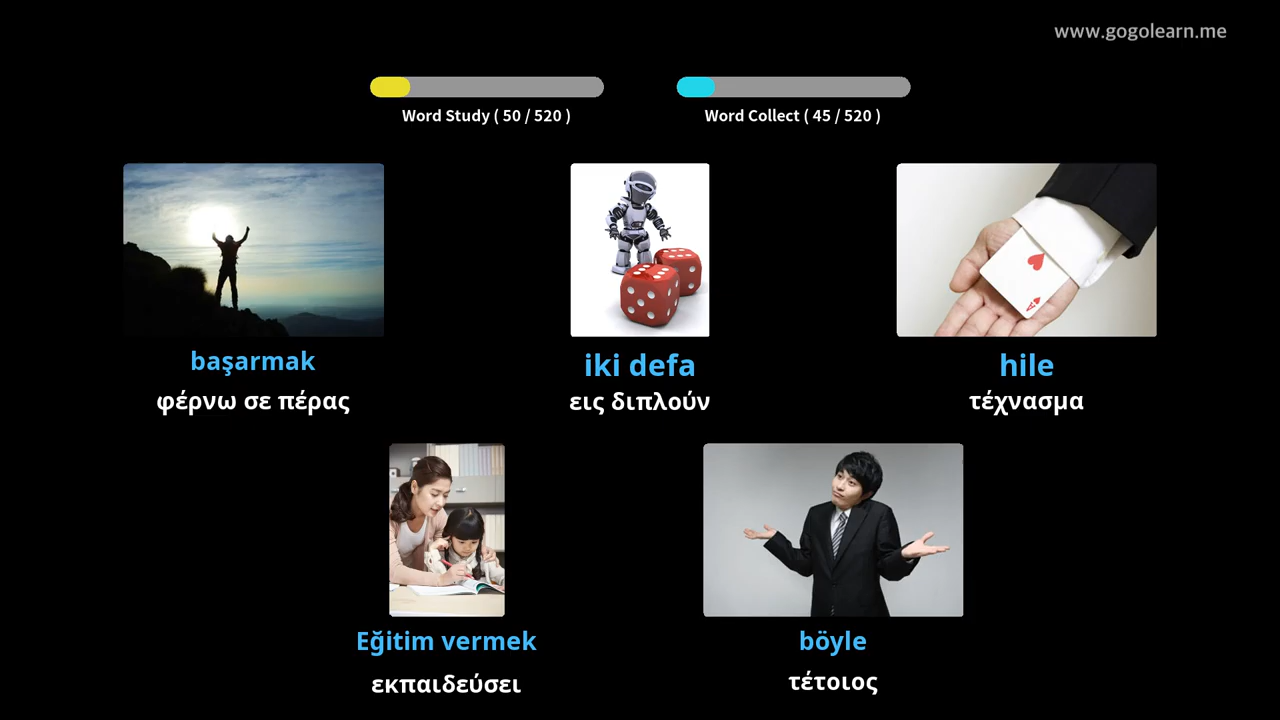 www.gogolearn.me
Word Study ( 50 / 520 )
Word Collect ( 45 / 520 )
başarmak
φέρνω σε πέρας
iki defa
εις διπλούν
hile
τέχνασμα
Eğitim vermek
εκπαιδεύσει
böyle
τέτοιος